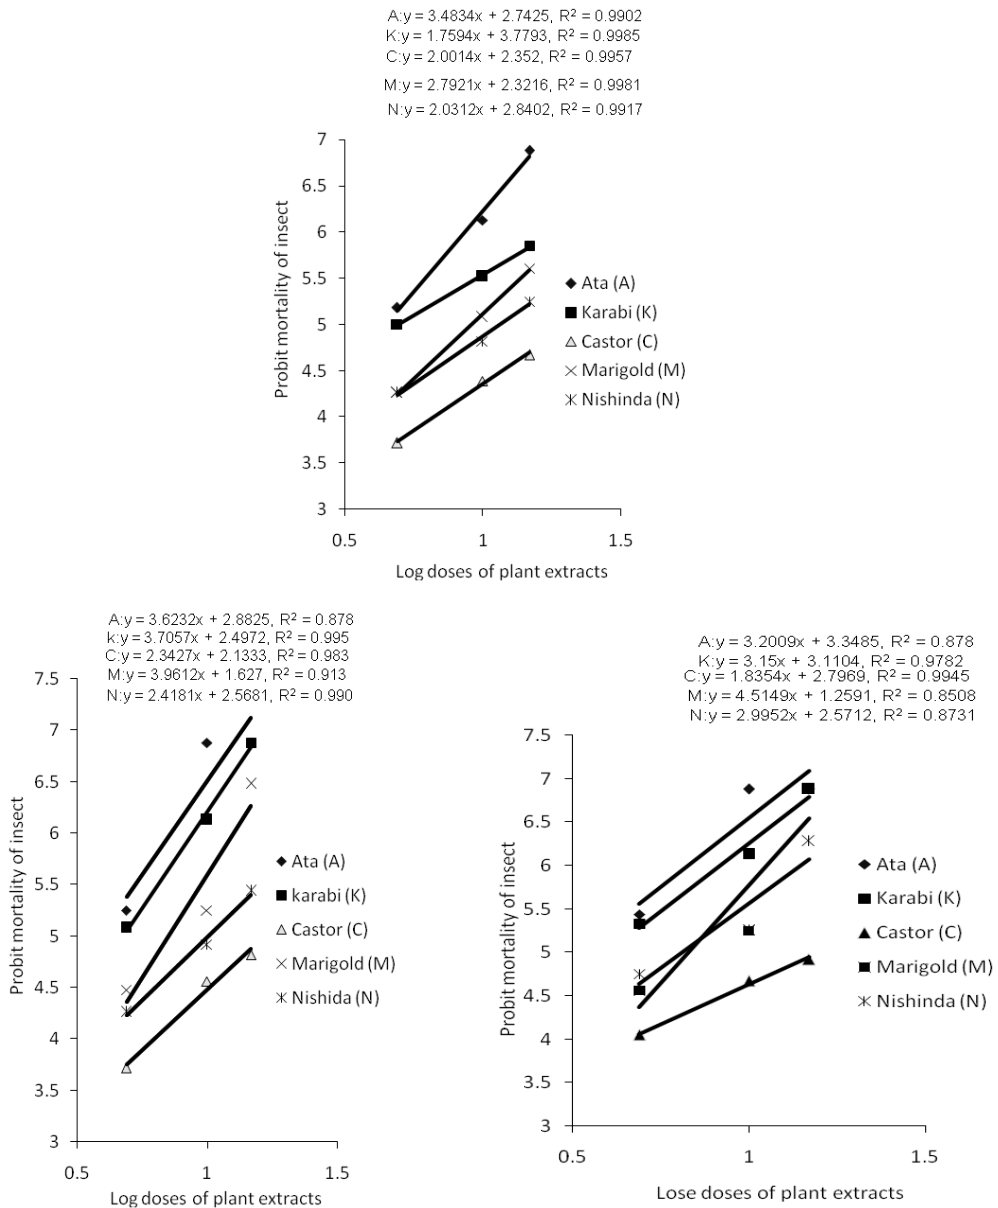 A:y = 3.4834x + 2.7425, R² = 0.9902
K:y = 1.7594x + 3.7793, R² = 0.9985
C:y = 2.0014x + 2.352, R² = 0.9957
M:y = 2.7921x + 2.3216, R² = 0.9981
N:y = 2.0312x + 2.8402, R² = 0.9917
7
6.5
6
5.5
5
4.5
4
3.5
3
Probit mortality of insect
0.5
1
1.5
Log doses of plant extracts
Ata (A)
Karabi (K)
Castor (C)
Marigold (M)
Nishinda (N)
A:y = 3.6232x + 2.8825, R² = 0.878
k:y = 3.7057x + 2.4972, R² = 0.995
C:y = 2.3427x + 2.1333, R² = 0.983
M:y = 3.9612x + 1.627, R² = 0.913
N:y = 2.4181x + 2.5681, R² = 0.990
7.5
7
6.5
6
5.5
5
4.5
4
3.5
3
Probit mortality of insect
0.5
1
1.5
Log doses of plant extracts
Ata (A)
karabi (K)
Castor (C)
Marigold (M)
Nishida (N)
A:y = 3.2009x + 3.3485, R² = 0.878
K:y = 3.15x + 3.1104, R² = 0.9782
C:y = 1.8354x + 2.7969, R² = 0.9945
M:y = 4.5149x + 1.2591, R² = 0.8508
N:y = 2.9952x + 2.5712, R² = 0.8731
7.5
7
6.5
6
5.5
5
4.5
4
3.5
3
Probit mortality of insect
0.5
1
1.5
Lose doses of plant extracts
Ata (A)
Karabi (K)
Castor (C)
Marigold (M)
Nishinda (N)